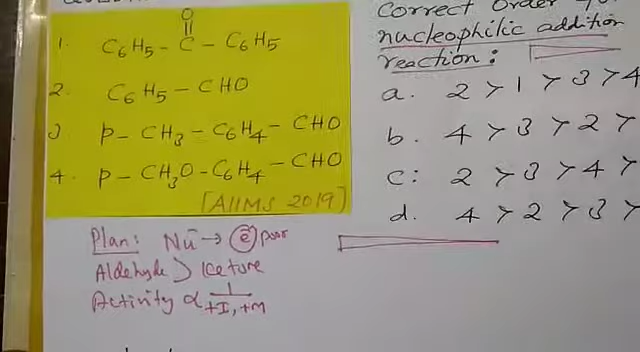 O
||
1. C6H5 - C - C6H5
2. C6H5 - CHO
3 p - CH3 - C6H4 - CHO
4. p - CH3O - C6H4 - CHO
[AIIMS 2019]
Correct Order
nucleophilic addition
reaction:
a. 2 > 1 > 3 > 4
b. 4 > 3 > 2 >
c: 2 > 3 > 4 >
d. 4 > 2 > 3 >
Plan: Nu → ē poor
Aldehyde > Ketone
Activity ∝ 1/+I, +M